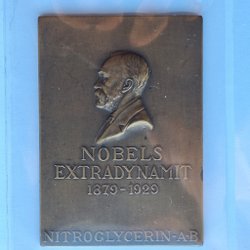 NOBELS
EXTRADYNAMIT
1879-1929
NITROGLYCERIN-A-B